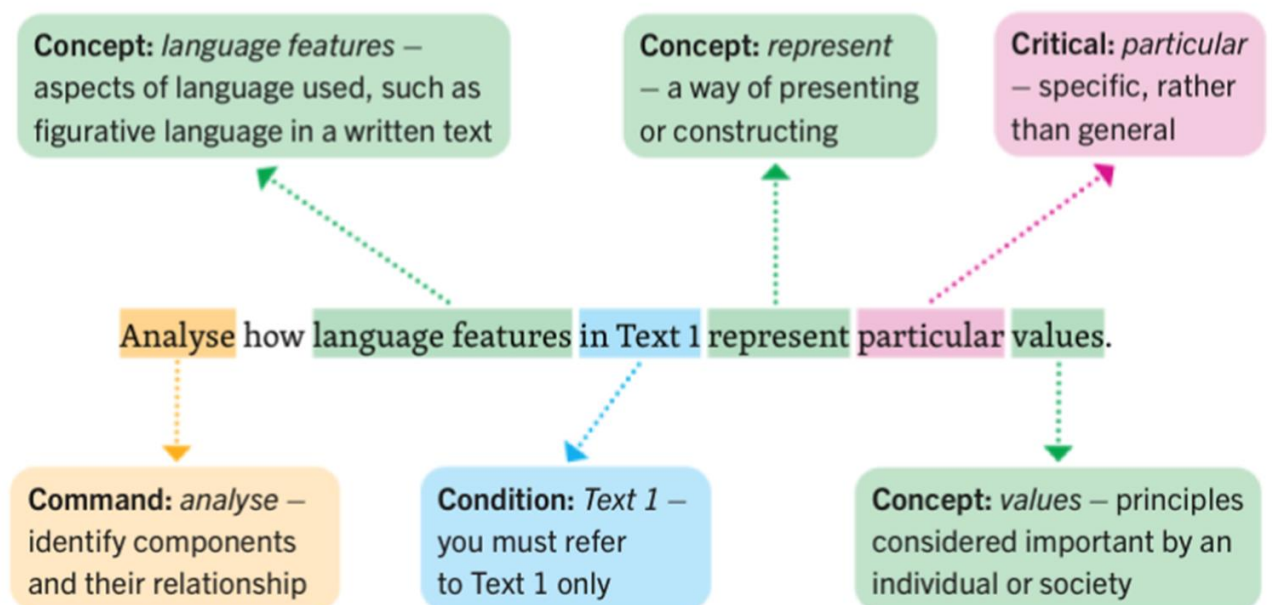 Concept: language features –
aspects of language used, such as
figurative language in a written text
Concept: represent
– a way of presenting
or constructing
Critical: particular
– specific, rather
than general
Analyse how language features in Text 1 represent particular values.
Command: analyse –
identify components
and their relationship
Condition: Text 1 –
you must refer
to Text 1 only
Concept: values – principles
considered important by an
individual or society